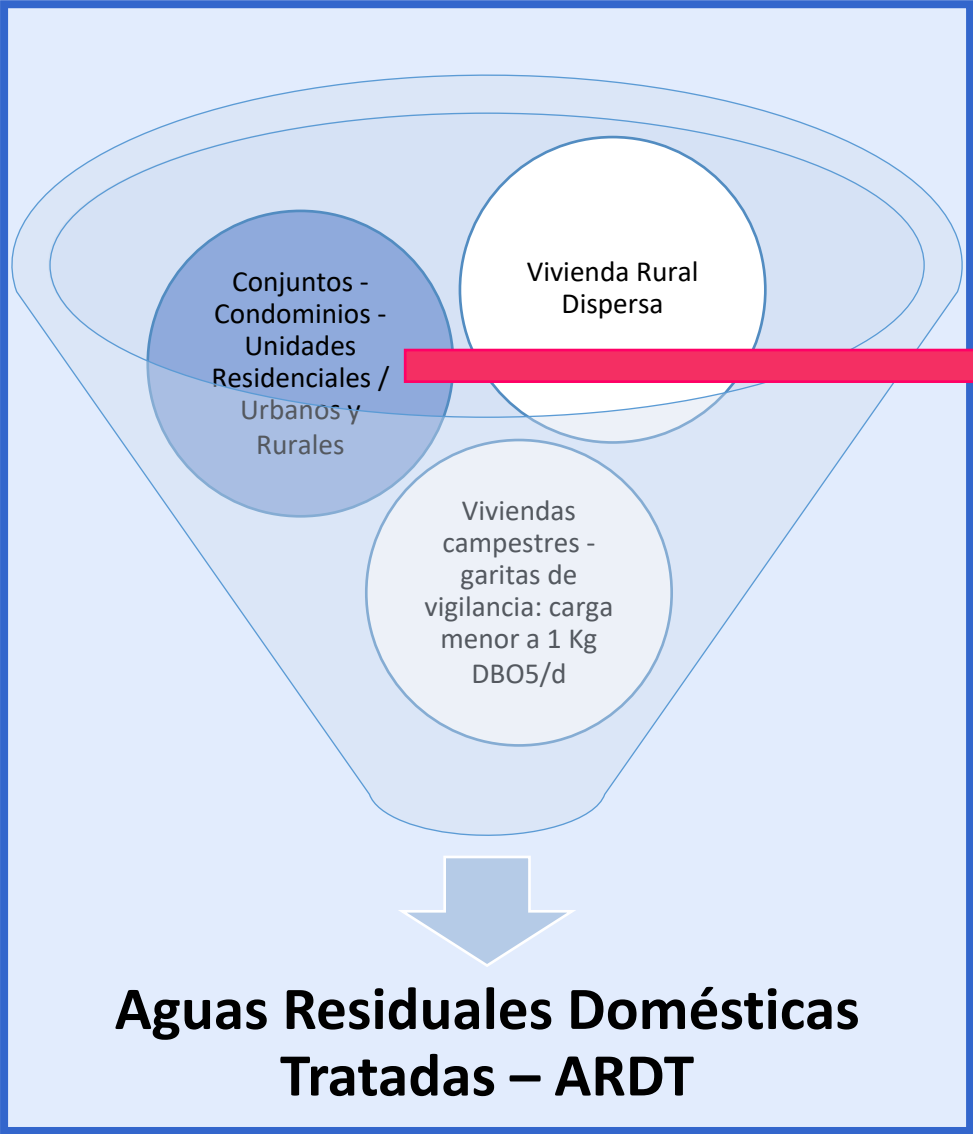 Conjuntos -
Condominios -
Unidades
Residenciales /
Urbanos y
Rurales
Vivienda Rural
Dispersa
Viviendas
campestres -
garitas de
vigilancia: carga
menor a 1 Kg
DBO5/d
Aguas Residuales Domésticas
Tratadas – ARDT